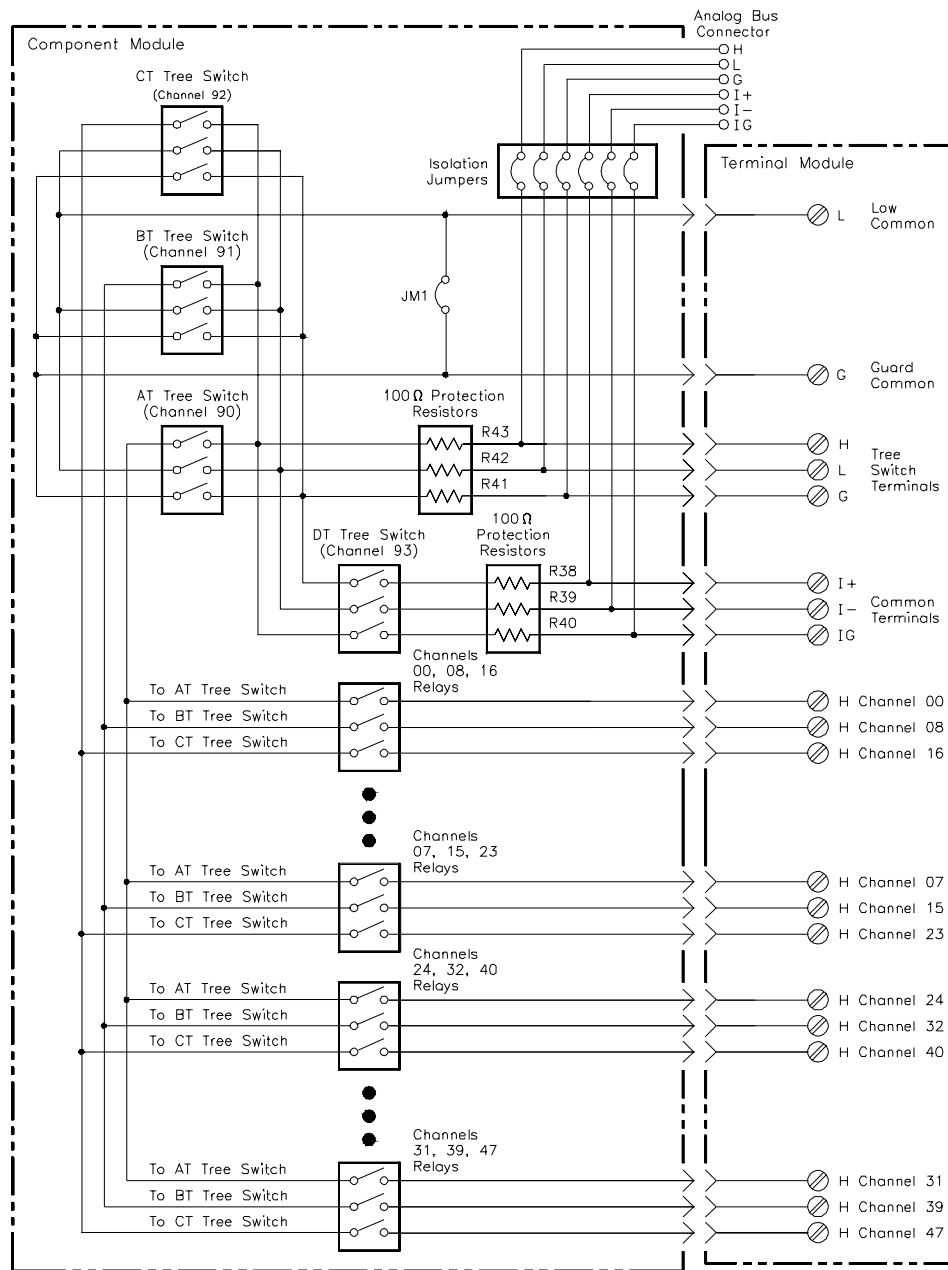 Analog Bus
Connector
H
L
G
I+
I-
IG
Component Module
CT Tree Switch
(Channel 92)
Isolation
Jumpers
Terminal Module
L
Low
Common
BT Tree Switch
(Channel 91)
JM1
G
Guard
Common
AT Tree Switch
(Channel 90)
100Ω Protection
Resistors
R43
R42
R41
H
L
G
Tree
Switch
Terminals
DT Tree Switch
(Channel 93)
100Ω
Protection
Resistors
R38
R39
R40
I+
I-
IG
Common
Terminals
Channels
00, 08, 16
Relays
To AT Tree Switch
To BT Tree Switch
To CT Tree Switch
H Channel 00
H Channel 08
H Channel 16
Channels
07, 15, 23
Relays
To AT Tree Switch
To BT Tree Switch
To CT Tree Switch
H Channel 07
H Channel 15
H Channel 23
Channels
24, 32, 40
Relays
To AT Tree Switch
To BT Tree Switch
To CT Tree Switch
H Channel 24
H Channel 32
H Channel 40
Channels
31, 39, 47
Relays
To AT Tree Switch
To BT Tree Switch
To CT Tree Switch
H Channel 31
H Channel 39
H Channel 47